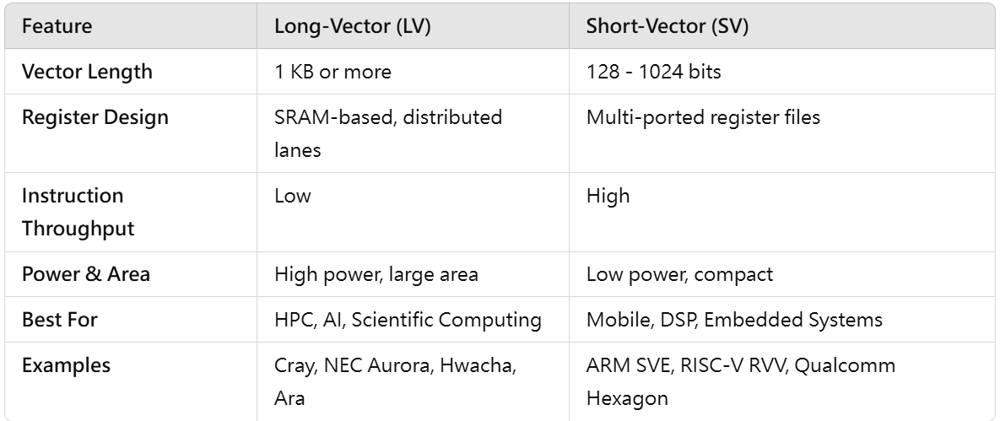 Feature Long-Vector (LV) Short-Vector (SV)
Vector Length 1 KB or more 128 - 1024 bits
Register Design SRAM-based, distributed Multi-ported register files
lanes
Instruction Low High
Throughput
Power & Area High power, large area Low power, compact
Best For HPC, AI, Scientific Computing Mobile, DSP, Embedded Systems
Examples Cray, NEC Aurora, Hwacha, ARM SVE, RISC-V RVV, Qualcomm
Ara Hexagon